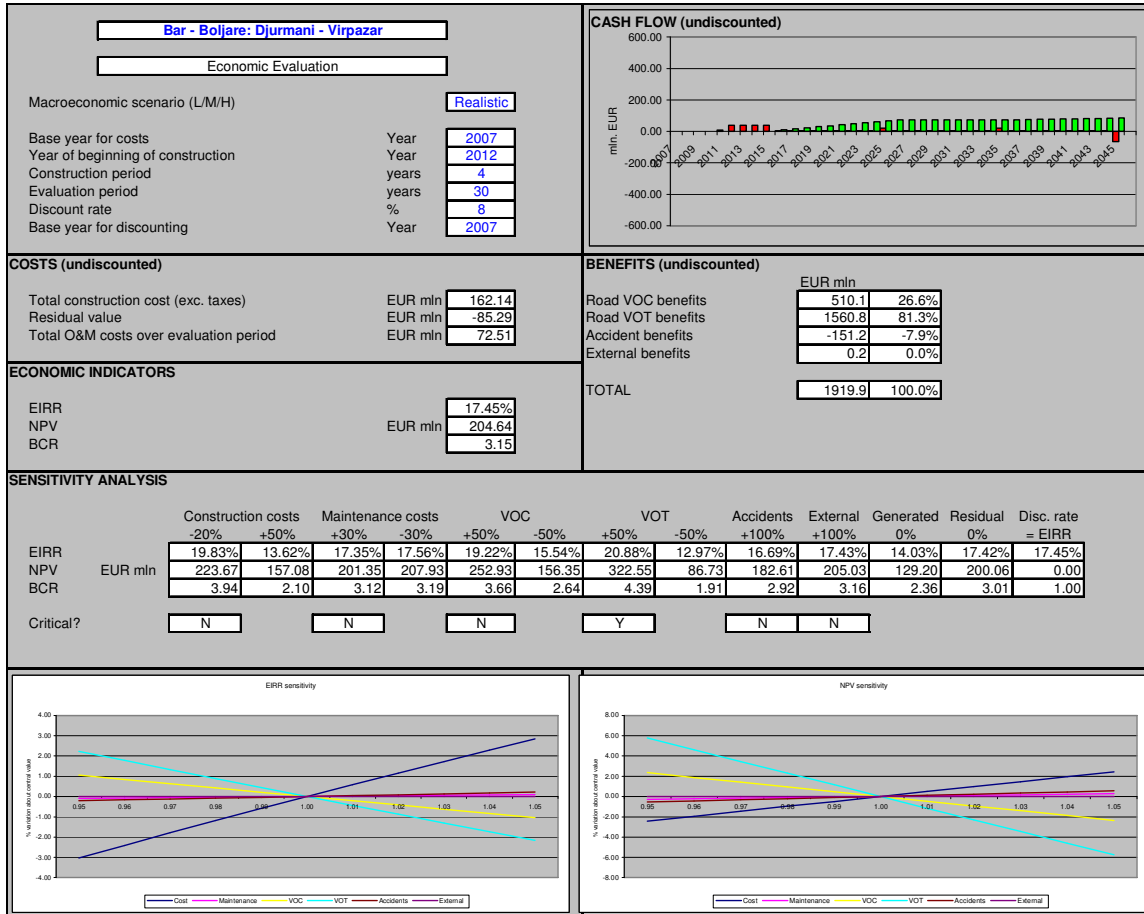 Bar - Boljare: Djurmani - Virpazar
Economic Evaluation
Macroeconomic scenario (L/M/H) Realistic
Base year for costs Year 2007
Year of beginning of construction Year 2012
Construction period years 4
Evaluation period years 30
Discount rate % 8
Base year for discounting Year 2007
CASH FLOW (undiscounted)
600.00
400.00
200.00
0.00
-200.00
-400.00
-600.00
mln. EUR
2007 2009 2011 2013 2015 2017 2019 2021 2023 2025 2027 2029 2031 2033 2035 2037 2039 2041 2043 2045
COSTS (undiscounted)
Total construction cost (exc. taxes) EUR mln 162.14
Residual value EUR mln -85.29
Total O&M costs over evaluation period EUR mln 72.51
BENEFITS (undiscounted)
EUR mln
Road VOC benefits 510.1 26.6%
Road VOT benefits 1560.8 81.3%
Accident benefits -151.2 -7.9%
External benefits 0.2 0.0%
TOTAL 1919.9 100.0%
ECONOMIC INDICATORS
EIRR 17.45%
NPV EUR mln 204.64
BCR 3.15
SENSITIVITY ANALYSIS
Construction costs Maintenance costs VOC VOT Accidents External Generated Residual Disc. rate
-20% +50% +30% -30% +50% -50% +50% -50% +100% +100% 0% 0% = EIRR
EIRR 19.83% 13.62% 17.35% 17.56% 19.22% 15.54% 20.88% 12.97% 16.69% 17.43% 14.03% 17.42% 17.45%
NPV EUR mln 223.67 157.08 201.35 207.93 252.93 156.35 322.55 86.73 182.61 205.03 129.20 200.06 0.00
BCR 3.94 2.10 3.12 3.19 3.66 2.64 4.39 1.91 2.92 3.16 2.36 3.01 1.00
Critical? N N N Y N N
EIRR sensitivity
4.00
3.00
2.00
1.00
0.00
-1.00
-2.00
-3.00
-4.00
% variation about central value
0.95 0.96 0.97 0.98 0.99 1.00 1.01 1.02 1.03 1.04 1.05
Cost Maintenance VOC VOT Accidents External
NPV sensitivity
8.00
6.00
4.00
2.00
0.00
-2.00
-4.00
-6.00
-8.00
% variation about central value
0.95 0.96 0.97 0.98 0.99 1.00 1.01 1.02 1.03 1.04 1.05
Cost Maintenance VOC VOT Accidents External